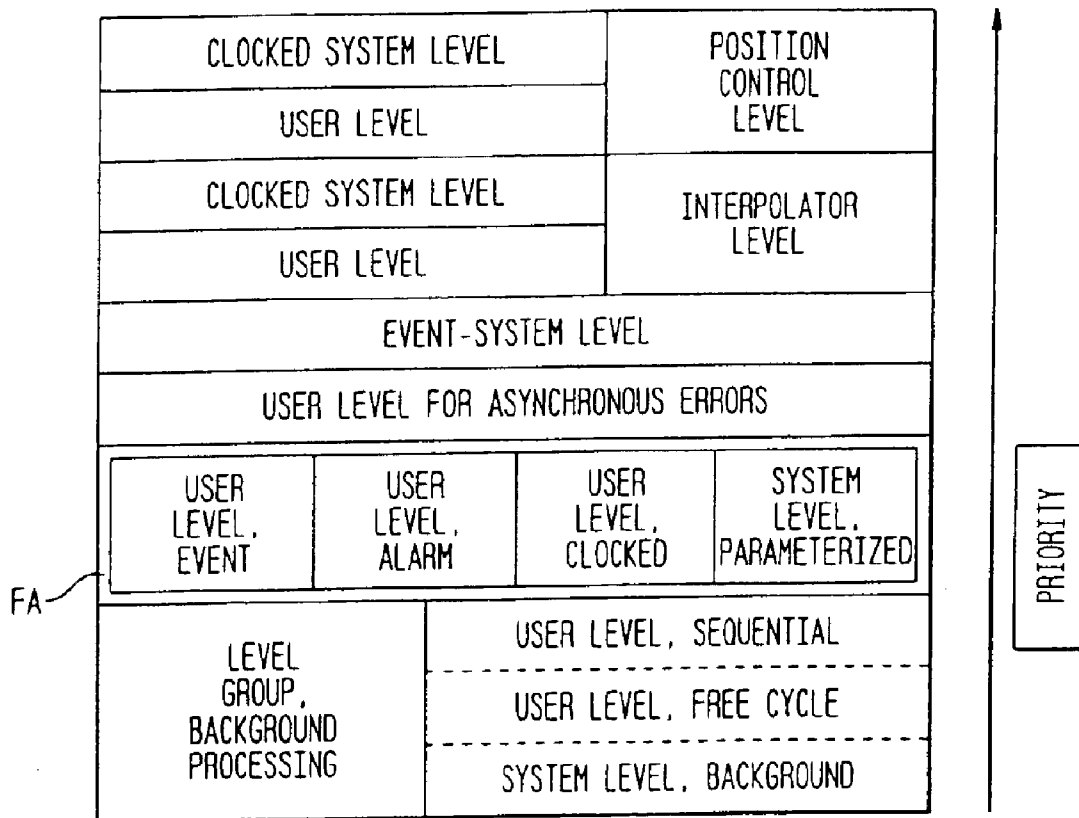 CLOCKED SYSTEM LEVEL
USER LEVEL
POSITION
CONTROL
LEVEL
CLOCKED SYSTEM LEVEL
USER LEVEL
INTERPOLATOR
LEVEL
EVENT-SYSTEM LEVEL
USER LEVEL FOR ASYNCHRONOUS ERRORS
USER
LEVEL,
EVENT
USER
LEVEL,
ALARM
USER
LEVEL,
CLOCKED
SYSTEM
LEVEL,
PARAMETERIZED
FA
LEVEL
GROUP,
BACKGROUND
PROCESSING
USER LEVEL, SEQUENTIAL
USER LEVEL, FREE CYCLE
SYSTEM LEVEL, BACKGROUND
PRIORITY